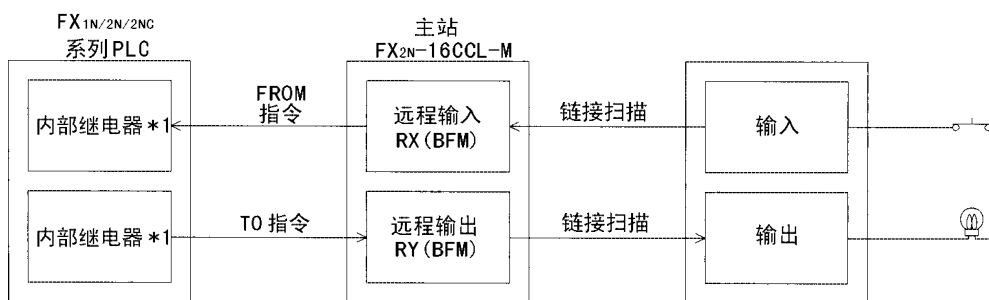 FX1N/2N/2NC
系列PLC
主站
FX2N-16CCL-M
内部继电器*1
FROM
指令
远程输入
RX(BFM)
链接扫描
输入
内部继电器*1
TO指令
远程输出
RY(BFM)
链接扫描
输出